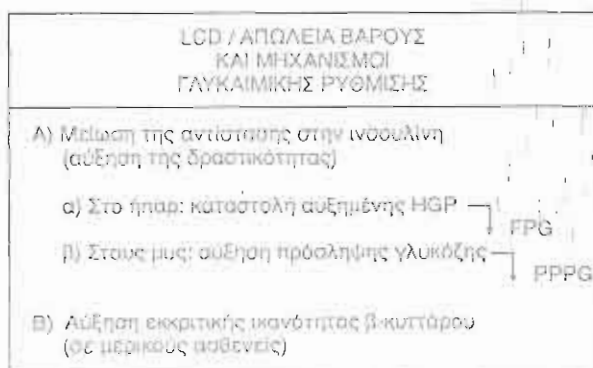 LCD / ΑΠΩΛΕΙΑ ΒΑΡΟΥΣ
ΚΑΙ ΜΗΧΑΝΙΣΜΟΙ
ΓΛΥΚΑΙΜΙΚΗΣ ΡΥΘΜΙΣΗΣ
Α) Μείωση της αντίστασης στην ινσουλίνη
(αύξηση της δραστικότητας)
α) Στο ήπαρ: καταστολή αυξημένης HGP
FPG
β) Στους μυς: αύξηση πρόσληψης γλυκόζης
PPPG
Β) Αύξηση εκκριτικής ικανότητας β-κυττάρου
(σε μερικούς ασθενείς)